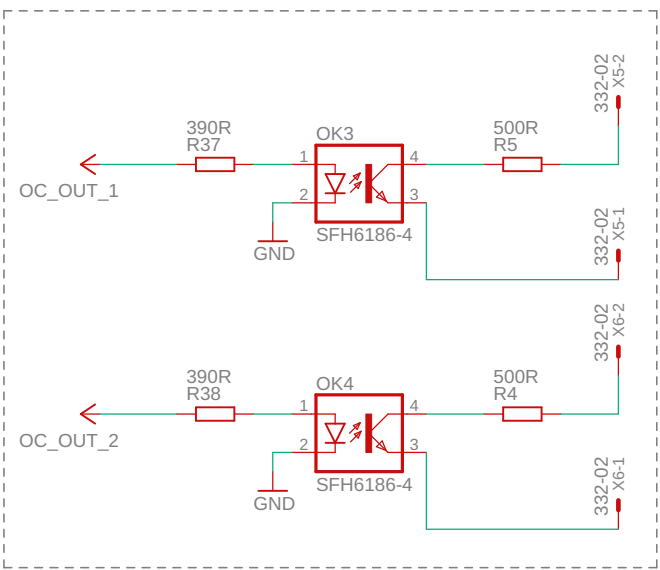 332-02
X5-2
390R
R37
OK3
500R
R5
1
4
OC_OUT_1
2
3
332-02
X5-1
SFH6186-4
GND
332-02
X6-2
390R
R38
OK4
500R
R4
1
4
OC_OUT_2
2
3
332-02
X6-1
SFH6186-4
GND